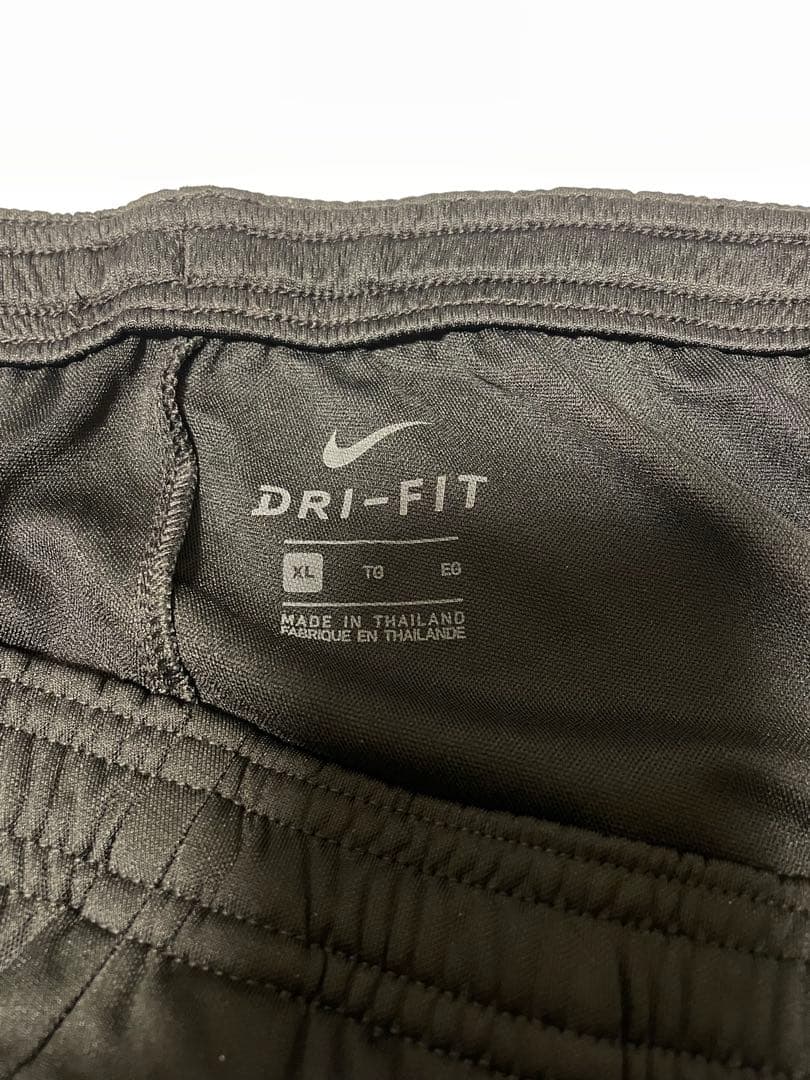 DRI-FIT
XL TG EG
MADE IN THAILAND
FABRIQUE EN THAILANDE